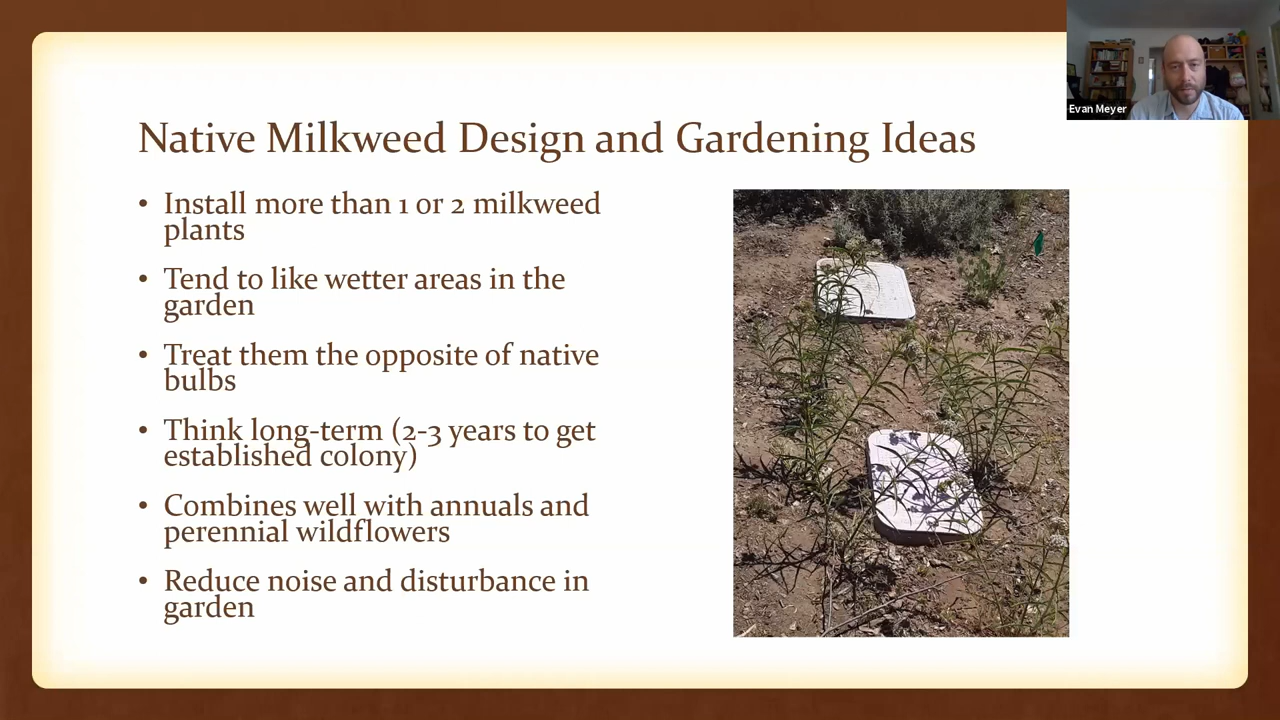 Evan Meyer
Native Milkweed Design and Gardening Ideas
• Install more than 1 or 2 milkweed
plants
• Tend to like wetter areas in the
garden
• Treat them the opposite of native
bulbs
• Think long-term (2-3 years to get
established colony)
• Combines well with annuals and
perennial wildflowers
• Reduce noise and disturbance in
garden